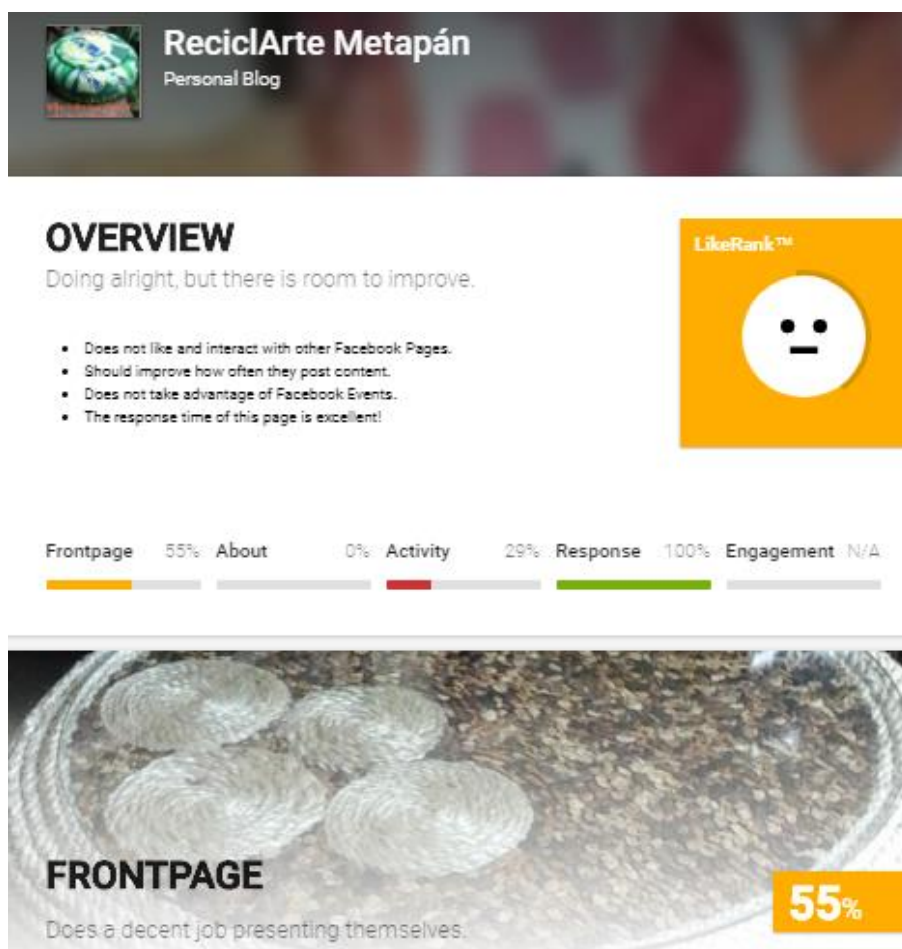 ReciclArte Metapán
Personal Blog
OVERVIEW
LikeRank™
Doing alright, but there is room to improve.
Does not like and interact with other Facebook Pages.
Should improve how often they post content.
Does not take advantage of Facebook Events.
The response time of this page is excellent!
Frontpage 55% About 0% Activity 29% Response 100% Engagement N/A
FRONTPAGE
55%
Does a decent job presenting themselves.